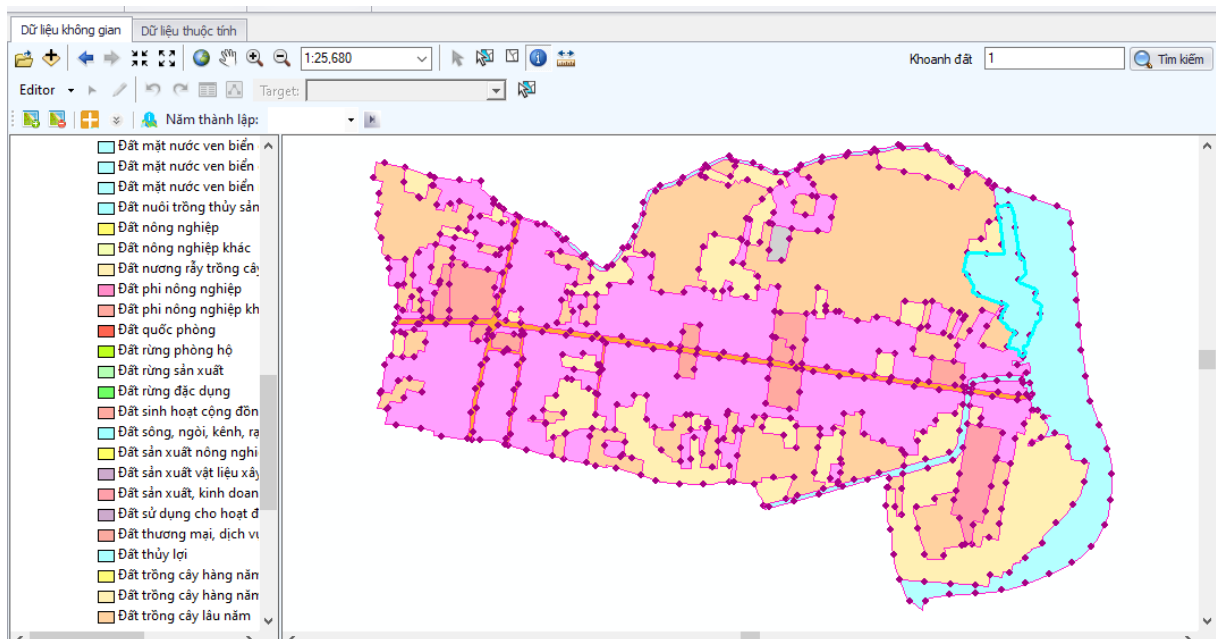 Dữ liệu không gian Dữ liệu thuộc tính
1:25,680 Khoanh đất 1 Tìm kiếm
Editor Target:
Năm thành lập:
Đất mặt nước ven biển
Đất mặt nước ven biển
Đất mặt nước ven biển
Đất nuôi trồng thủy sản
Đất nông nghiệp
Đất nông nghiệp khác
Đất nương rẫy trồng cây
Đất phi nông nghiệp
Đất phi nông nghiệp kh
Đất quốc phòng
Đất rừng phòng hộ
Đất rừng sản xuất
Đất rừng đặc dụng
Đất sinh hoạt cộng đồn
Đất sông, ngòi, kênh, rạ
Đất sản xuất nông nghi
Đất sản xuất vật liệu xây
Đất sản xuất, kinh doan
Đất sử dụng cho hoạt đ
Đất thương mại, dịch vụ
Đất thủy lợi
Đất trồng cây hàng năm
Đất trồng cây hàng năm
Đất trồng cây lâu năm